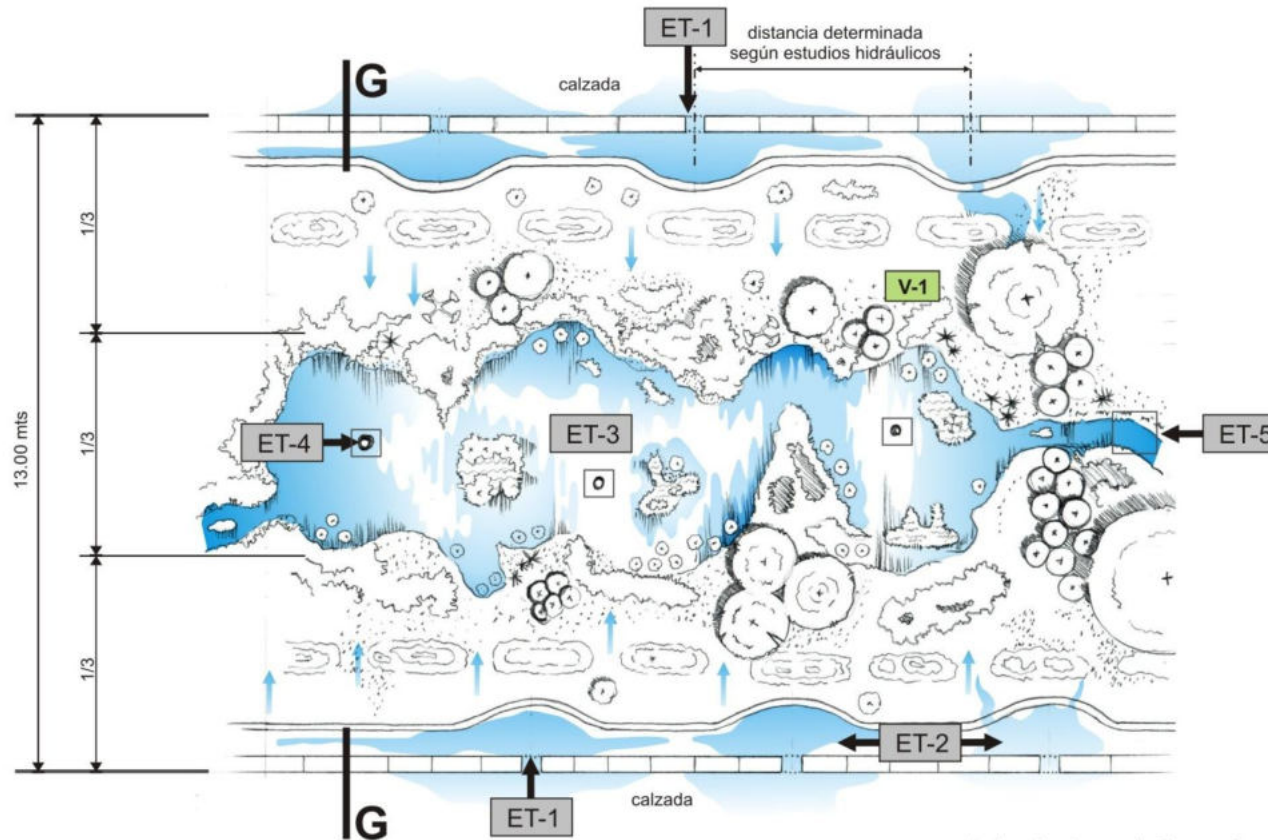 ET-1
distancia determinada
según estudios hidráulicos
G
calzada
1/3
V-1
13.00 mts
1/3
ET-4
ET-3
ET-5
1/3
ET-2
ET-1
calzada
G